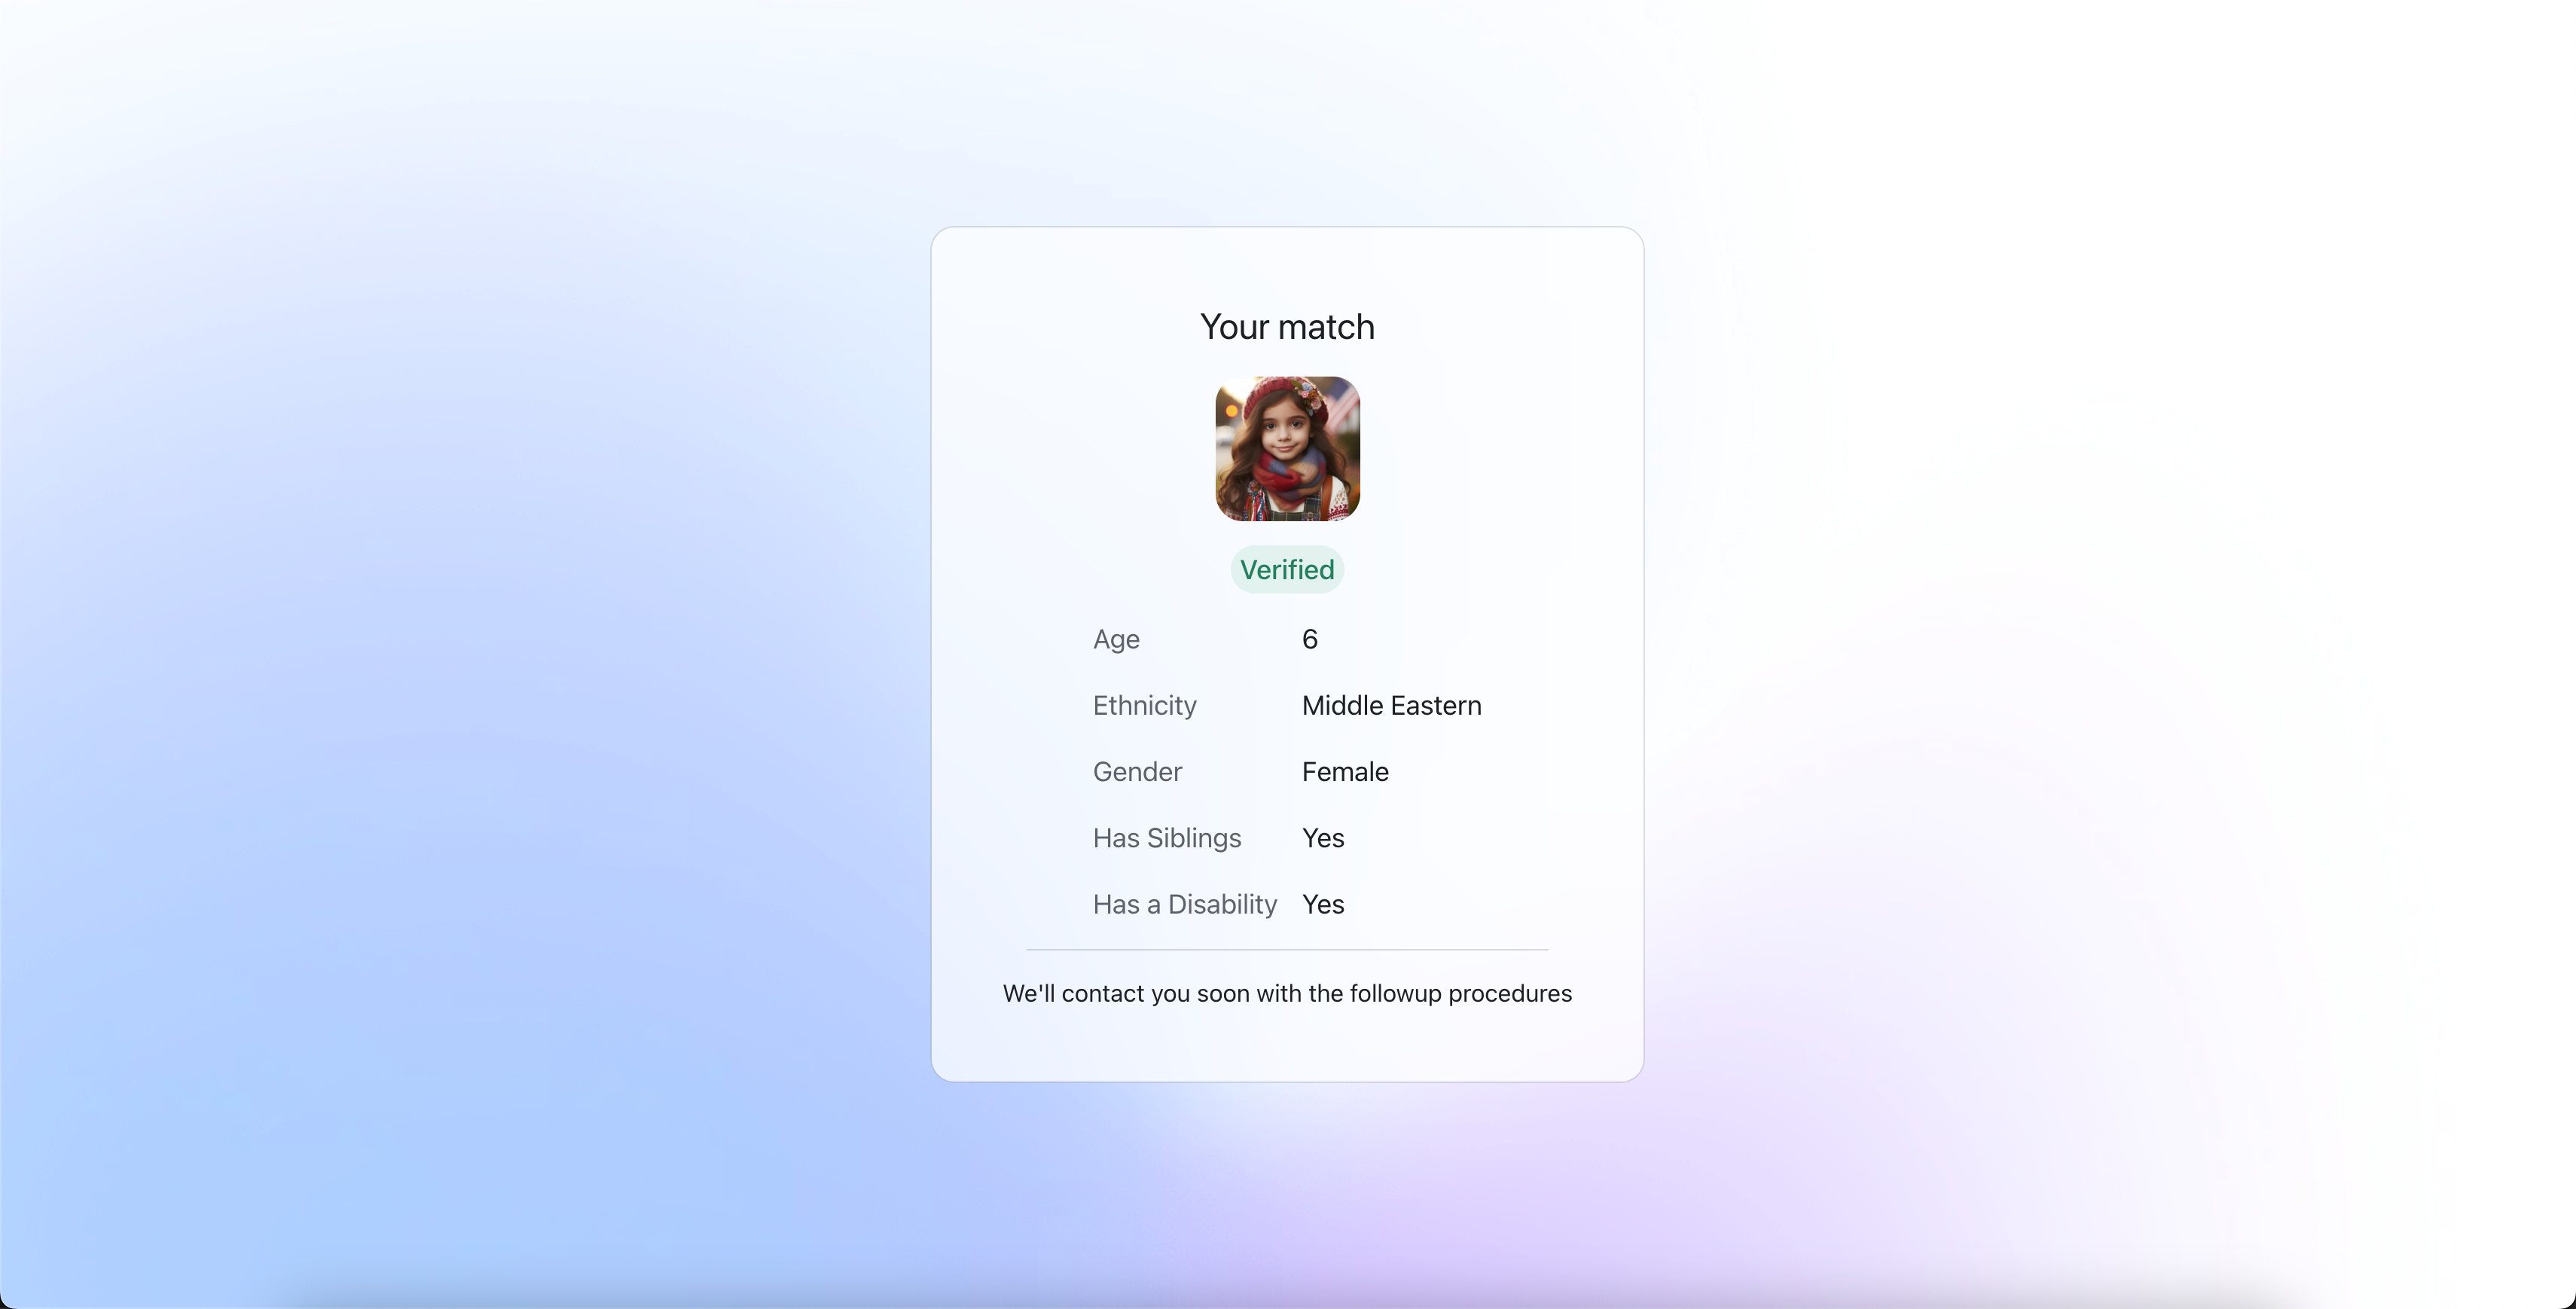 Your match
Verified
Age 6
Ethnicity Middle Eastern
Gender Female
Has Siblings Yes
Has a Disability Yes
We'll contact you soon with the followup procedures